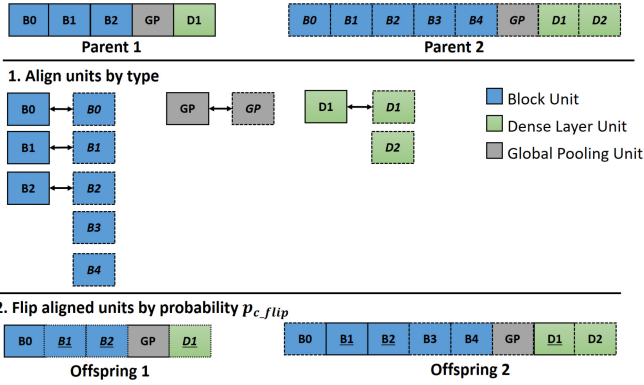 B0 B1 B2 GP D1
B0 B1 B2 B3 B4 GP D1 D2
Parent 1
Parent 2
1. Align units by type
B0 B0 GP GP D1 D1
B1 B1 D2
B2 B2
B3
B4
Block Unit
Dense Layer Unit
Global Pooling Unit
2. Flip aligned units by probability p_{c_flip}
B0 B1 B2 GP D1
B0 B1 B2 B3 B4 GP D1 D2
Offspring 1
Offspring 2